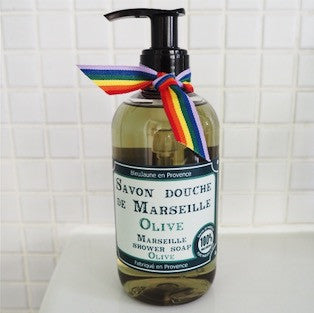 BleuJaune en Provence
SAVON DOUCHE
DE MARSEILLE
OLIVE
MARSEILLE
SHOWER SOAP
OLIVE
100%
Fabriqué en Provence